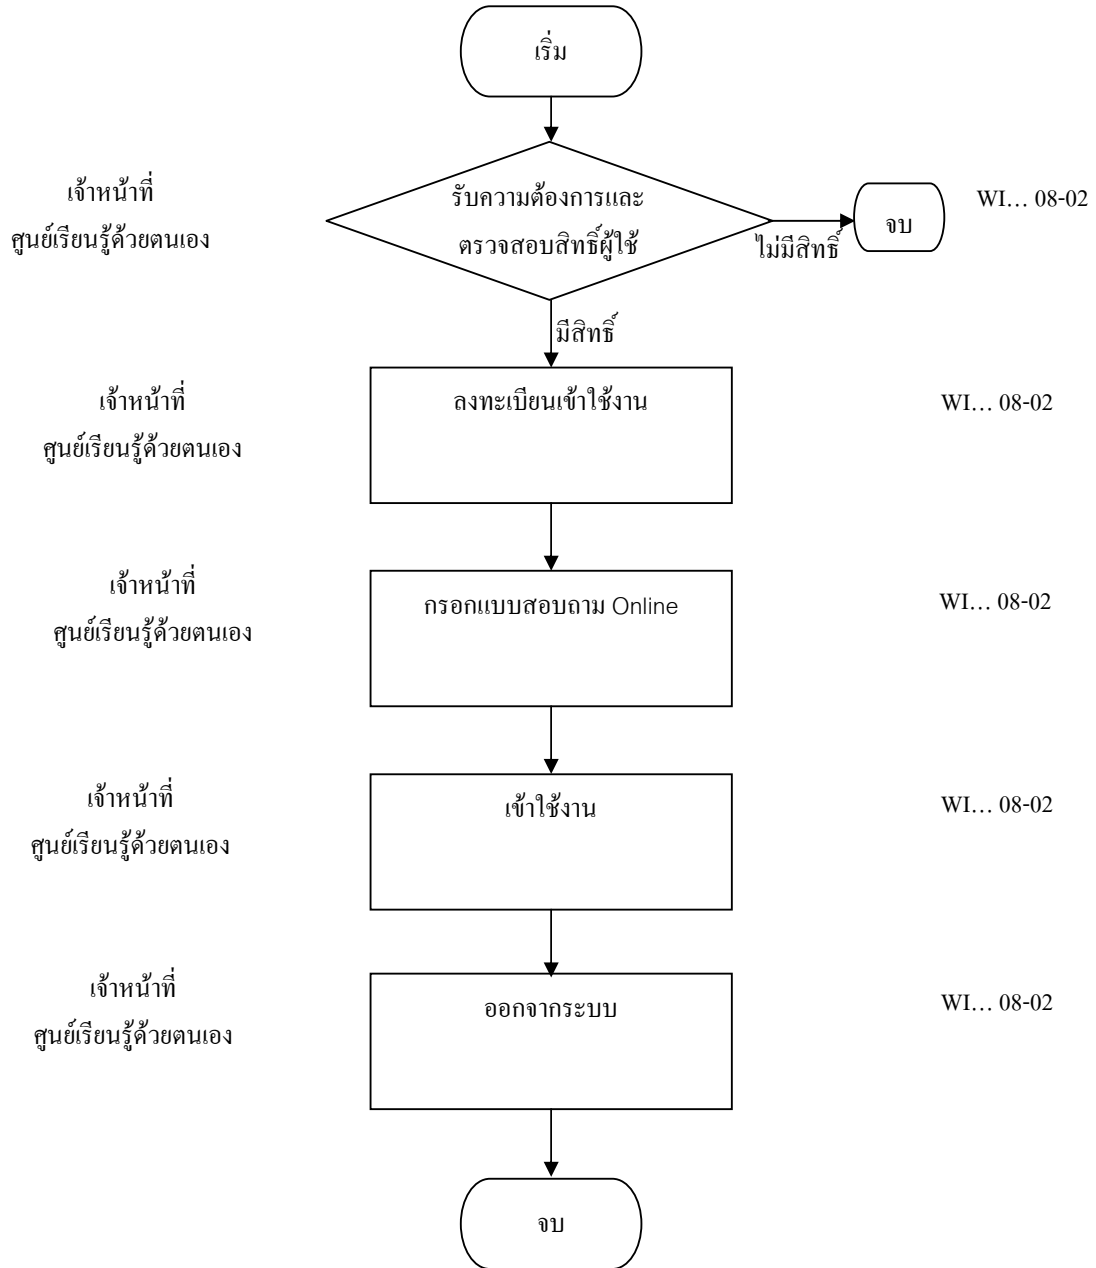 เริ่ม
เจ้าหน้าที่
ศูนย์เรียนรู้ด้วยตนเอง
รับความต้องการและ
ตรวจสอบสิทธิ์ผู้ใช้
ไม่มีสิทธิ์
จบ
WI… 08-02
มีสิทธิ์
เจ้าหน้าที่
ศูนย์เรียนรู้ด้วยตนเอง
ลงทะเบียนเข้าใช้งาน
WI… 08-02
เจ้าหน้าที่
ศูนย์เรียนรู้ด้วยตนเอง
กรอกแบบสอบถาม Online
WI… 08-02
เจ้าหน้าที่
ศูนย์เรียนรู้ด้วยตนเอง
เข้าใช้งาน
WI… 08-02
เจ้าหน้าที่
ศูนย์เรียนรู้ด้วยตนเอง
ออกจากระบบ
WI… 08-02
จบ